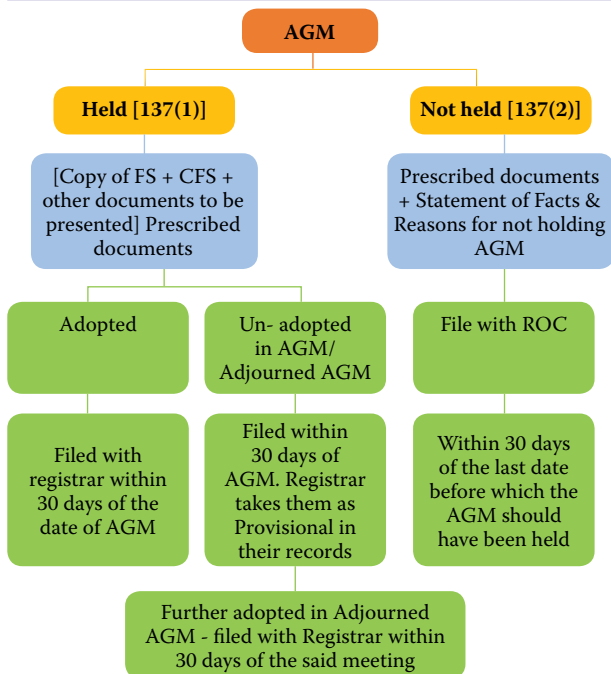 AGM
Held [137(1)]
Not held [137(2)]
[Copy of FS + CFS +
other documents to be
presented] Prescribed
documents
Prescribed documents
+ Statement of Facts &
Reasons for not holding
AGM
Adopted
Un- adopted
in AGM/
Adjourned AGM
File with ROC
Filed with
registrar within
30 days of the
date of AGM
Filed within
30 days of
AGM. Registrar
takes them as
Provisional in
their records
Within 30 days
of the last date
before which the
AGM should
have been held
Further adopted in Adjourned
AGM - filed with Registrar within
30 days of the said meeting